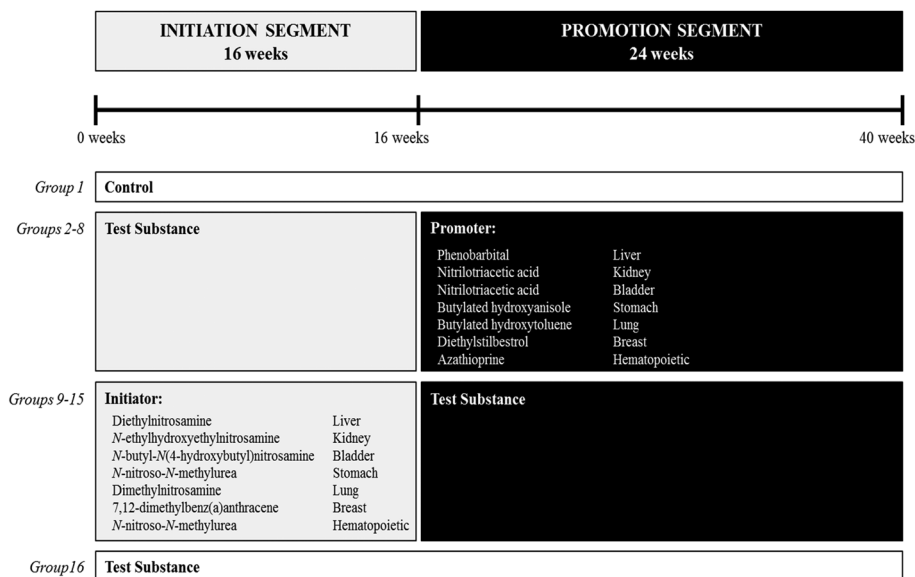 INITIATION SEGMENT
16 weeks
PROMOTION SEGMENT
24 weeks
0 weeks
16 weeks
40 weeks
Group 1
Control
Groups 2-8
Test Substance
Promoter:
Phenobarbital Liver
Nitrilotriacetic acid Kidney
Nitrilotriacetic acid Bladder
Butylated hydroxyanisole Stomach
Butylated hydroxytoluene Lung
Diethylstilbestrol Breast
Azathioprine Hematopoietic
Groups 9-15
Initiator:
Diethylnitrosamine Liver
N-ethylhydroxyethylnitrosamine Kidney
N-butyl-N(4-hydroxybutyl)nitrosamine Bladder
N-nitroso-N-methylurea Stomach
Dimethylnitrosamine Lung
7,12-dimethylbenz(a)anthracene Breast
N-nitroso-N-methylurea Hematopoietic
Test Substance
Group16
Test Substance